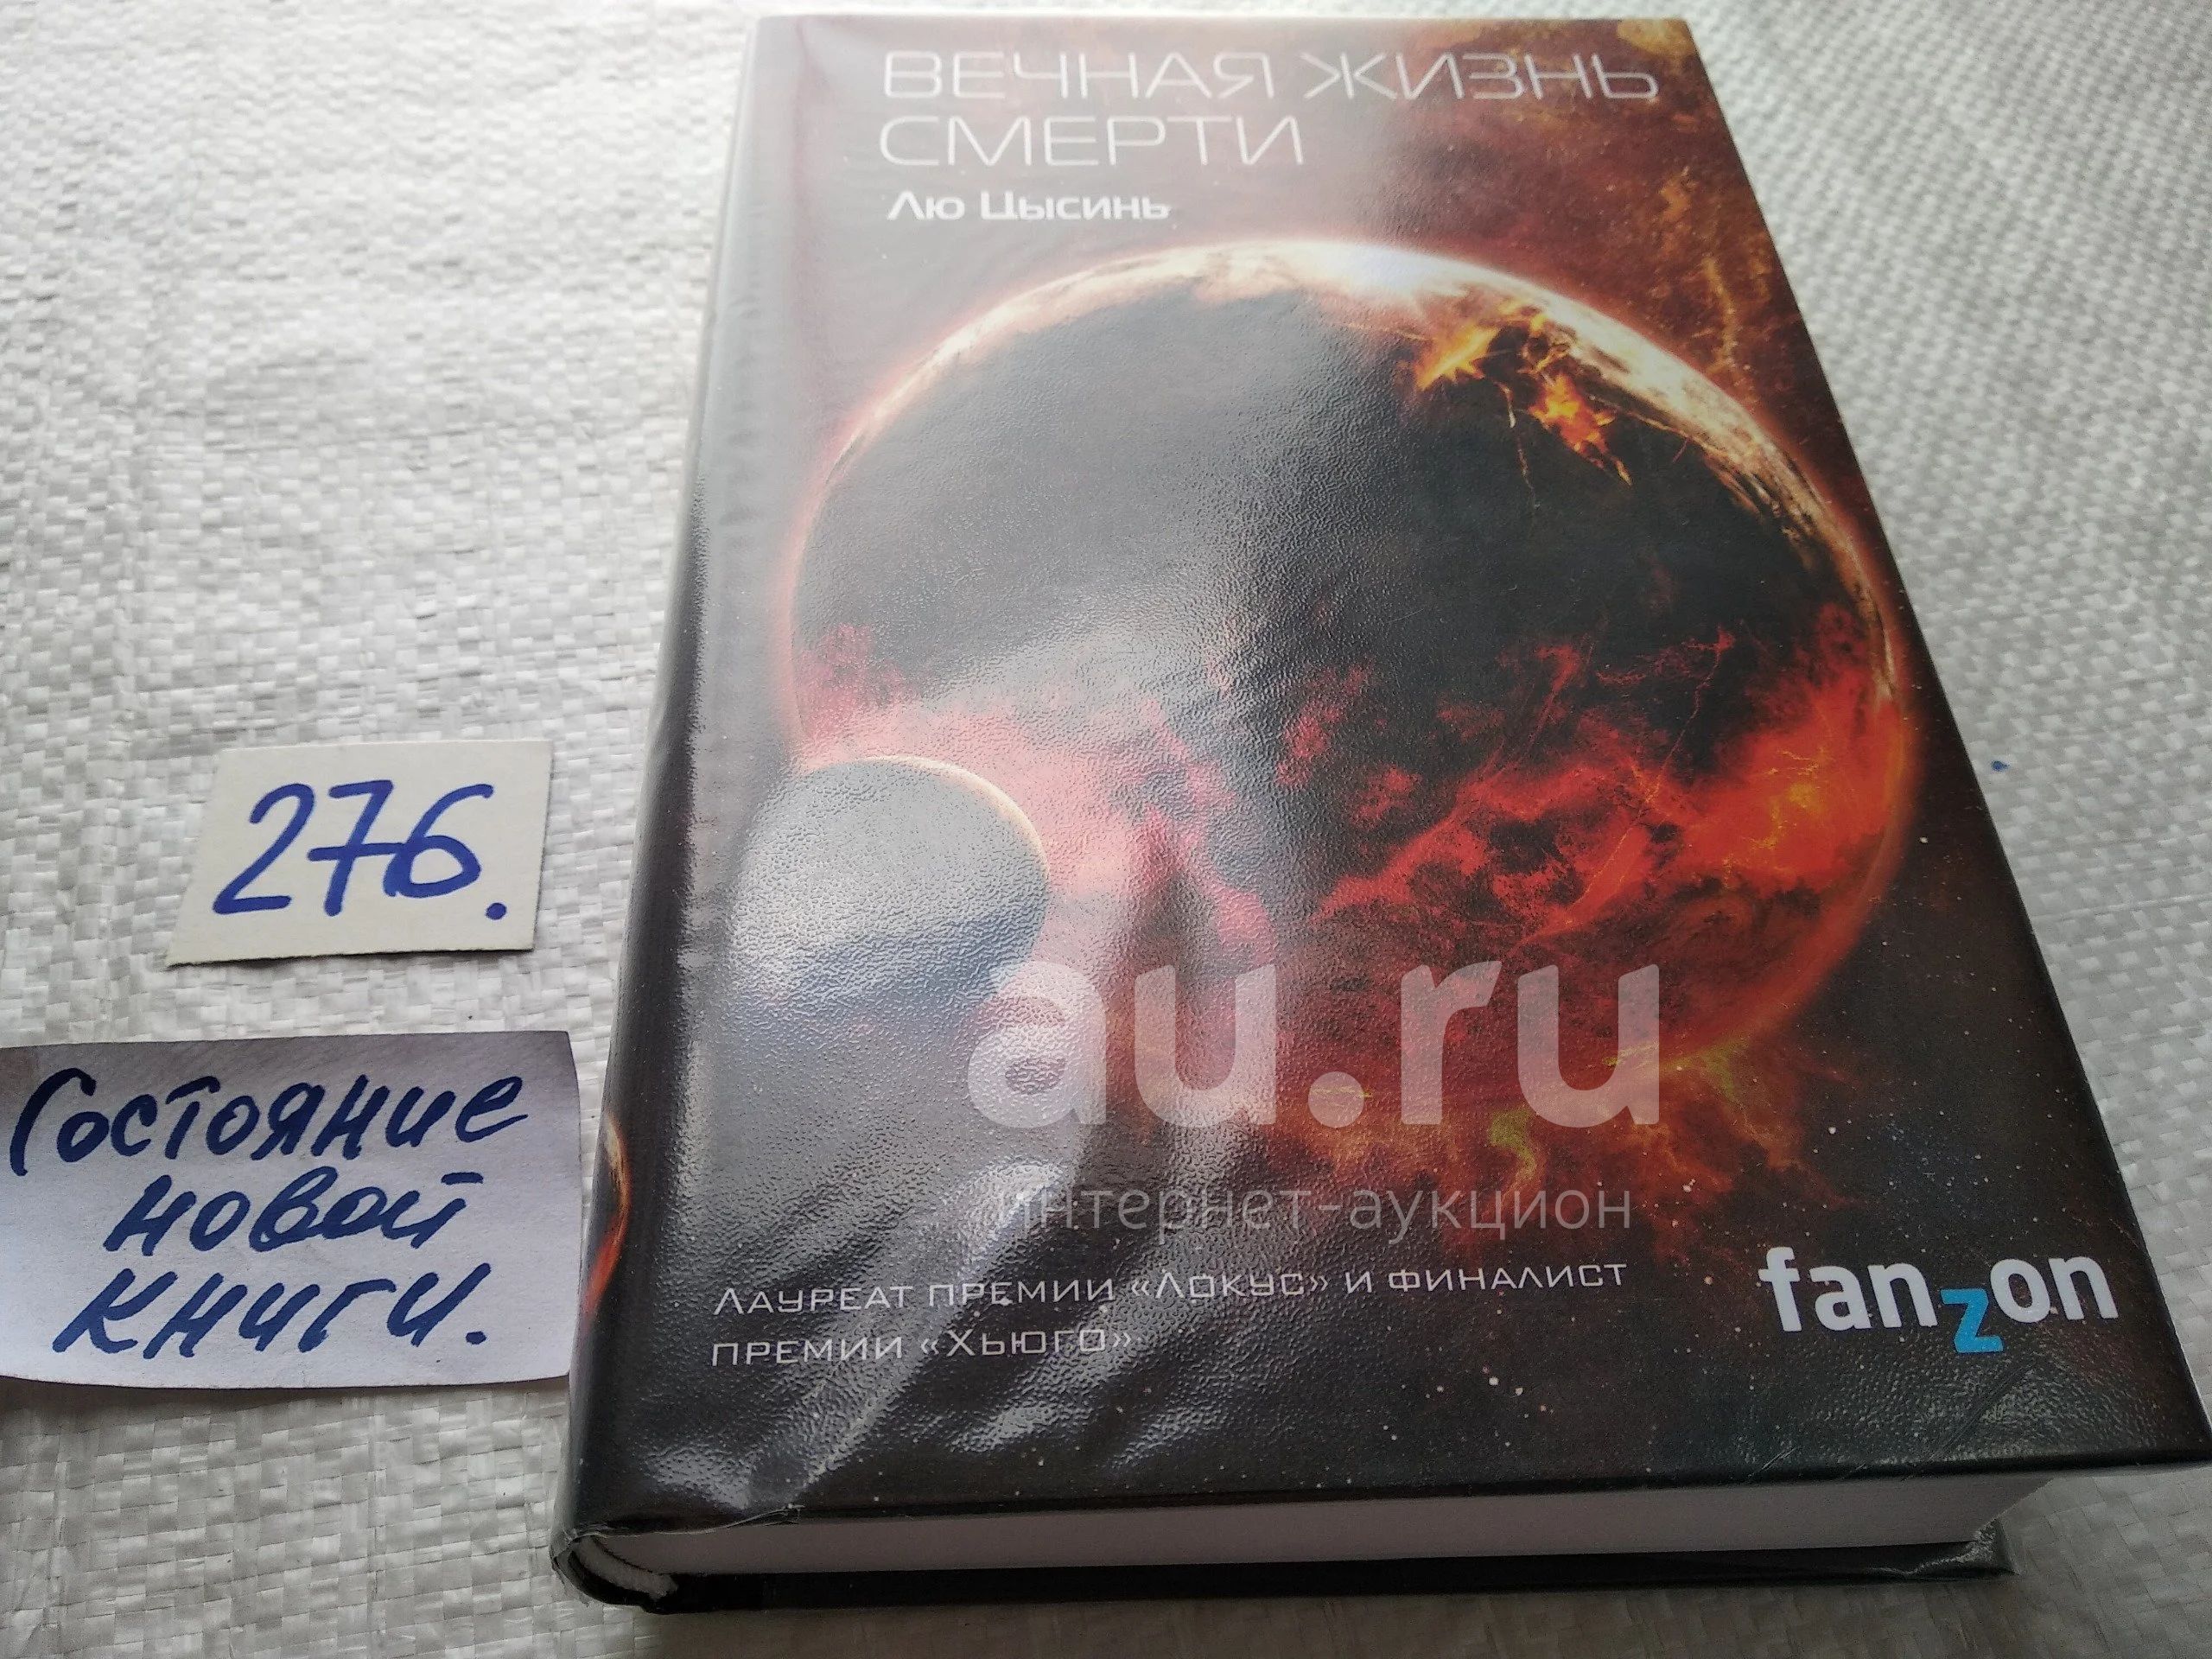 ВЕЧНАЯ ЖИЗНЬ
СМЕРТИ
Лю Цысинь
276.
Состояние
новой
книги.
au.ru
интернет-аукцион
Лауреат премии «Локус» и финалист
премии «Хьюго»
fanzon